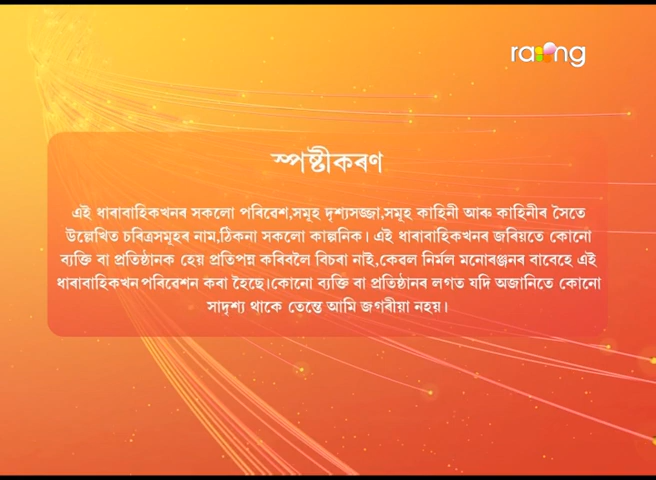 rang
স্পষ্টীকৰণ
এই ধাৰাবাহিকখনৰ সকলো পৰিৱেশ,সমূহ দৃশ্যসজ্জা,সমূহ কাহিনী আৰু কাহিনীৰ সৈতে
উল্লেখিত চৰিত্ৰসমূহৰ নাম,ঠিকনা সকলো কাল্পনিক। এই ধাৰাবাহিকখনৰ জৰিয়তে কোনো
ব্যক্তি বা প্ৰতিষ্ঠানক হেয় প্ৰতিপন্ন কৰিবলৈ বিচৰা নাই,কেৱল নিৰ্মল মনোৰঞ্জনৰ বাবেহে এই
ধাৰাবাহিকখন পৰিৱেশন কৰা হৈছে।কোনো ব্যক্তি বা প্ৰতিষ্ঠানৰ লগত যদি অজানিতে কোনো
সাদৃশ্য থাকে তেন্তে আমি জগৰীয়া নহয়।